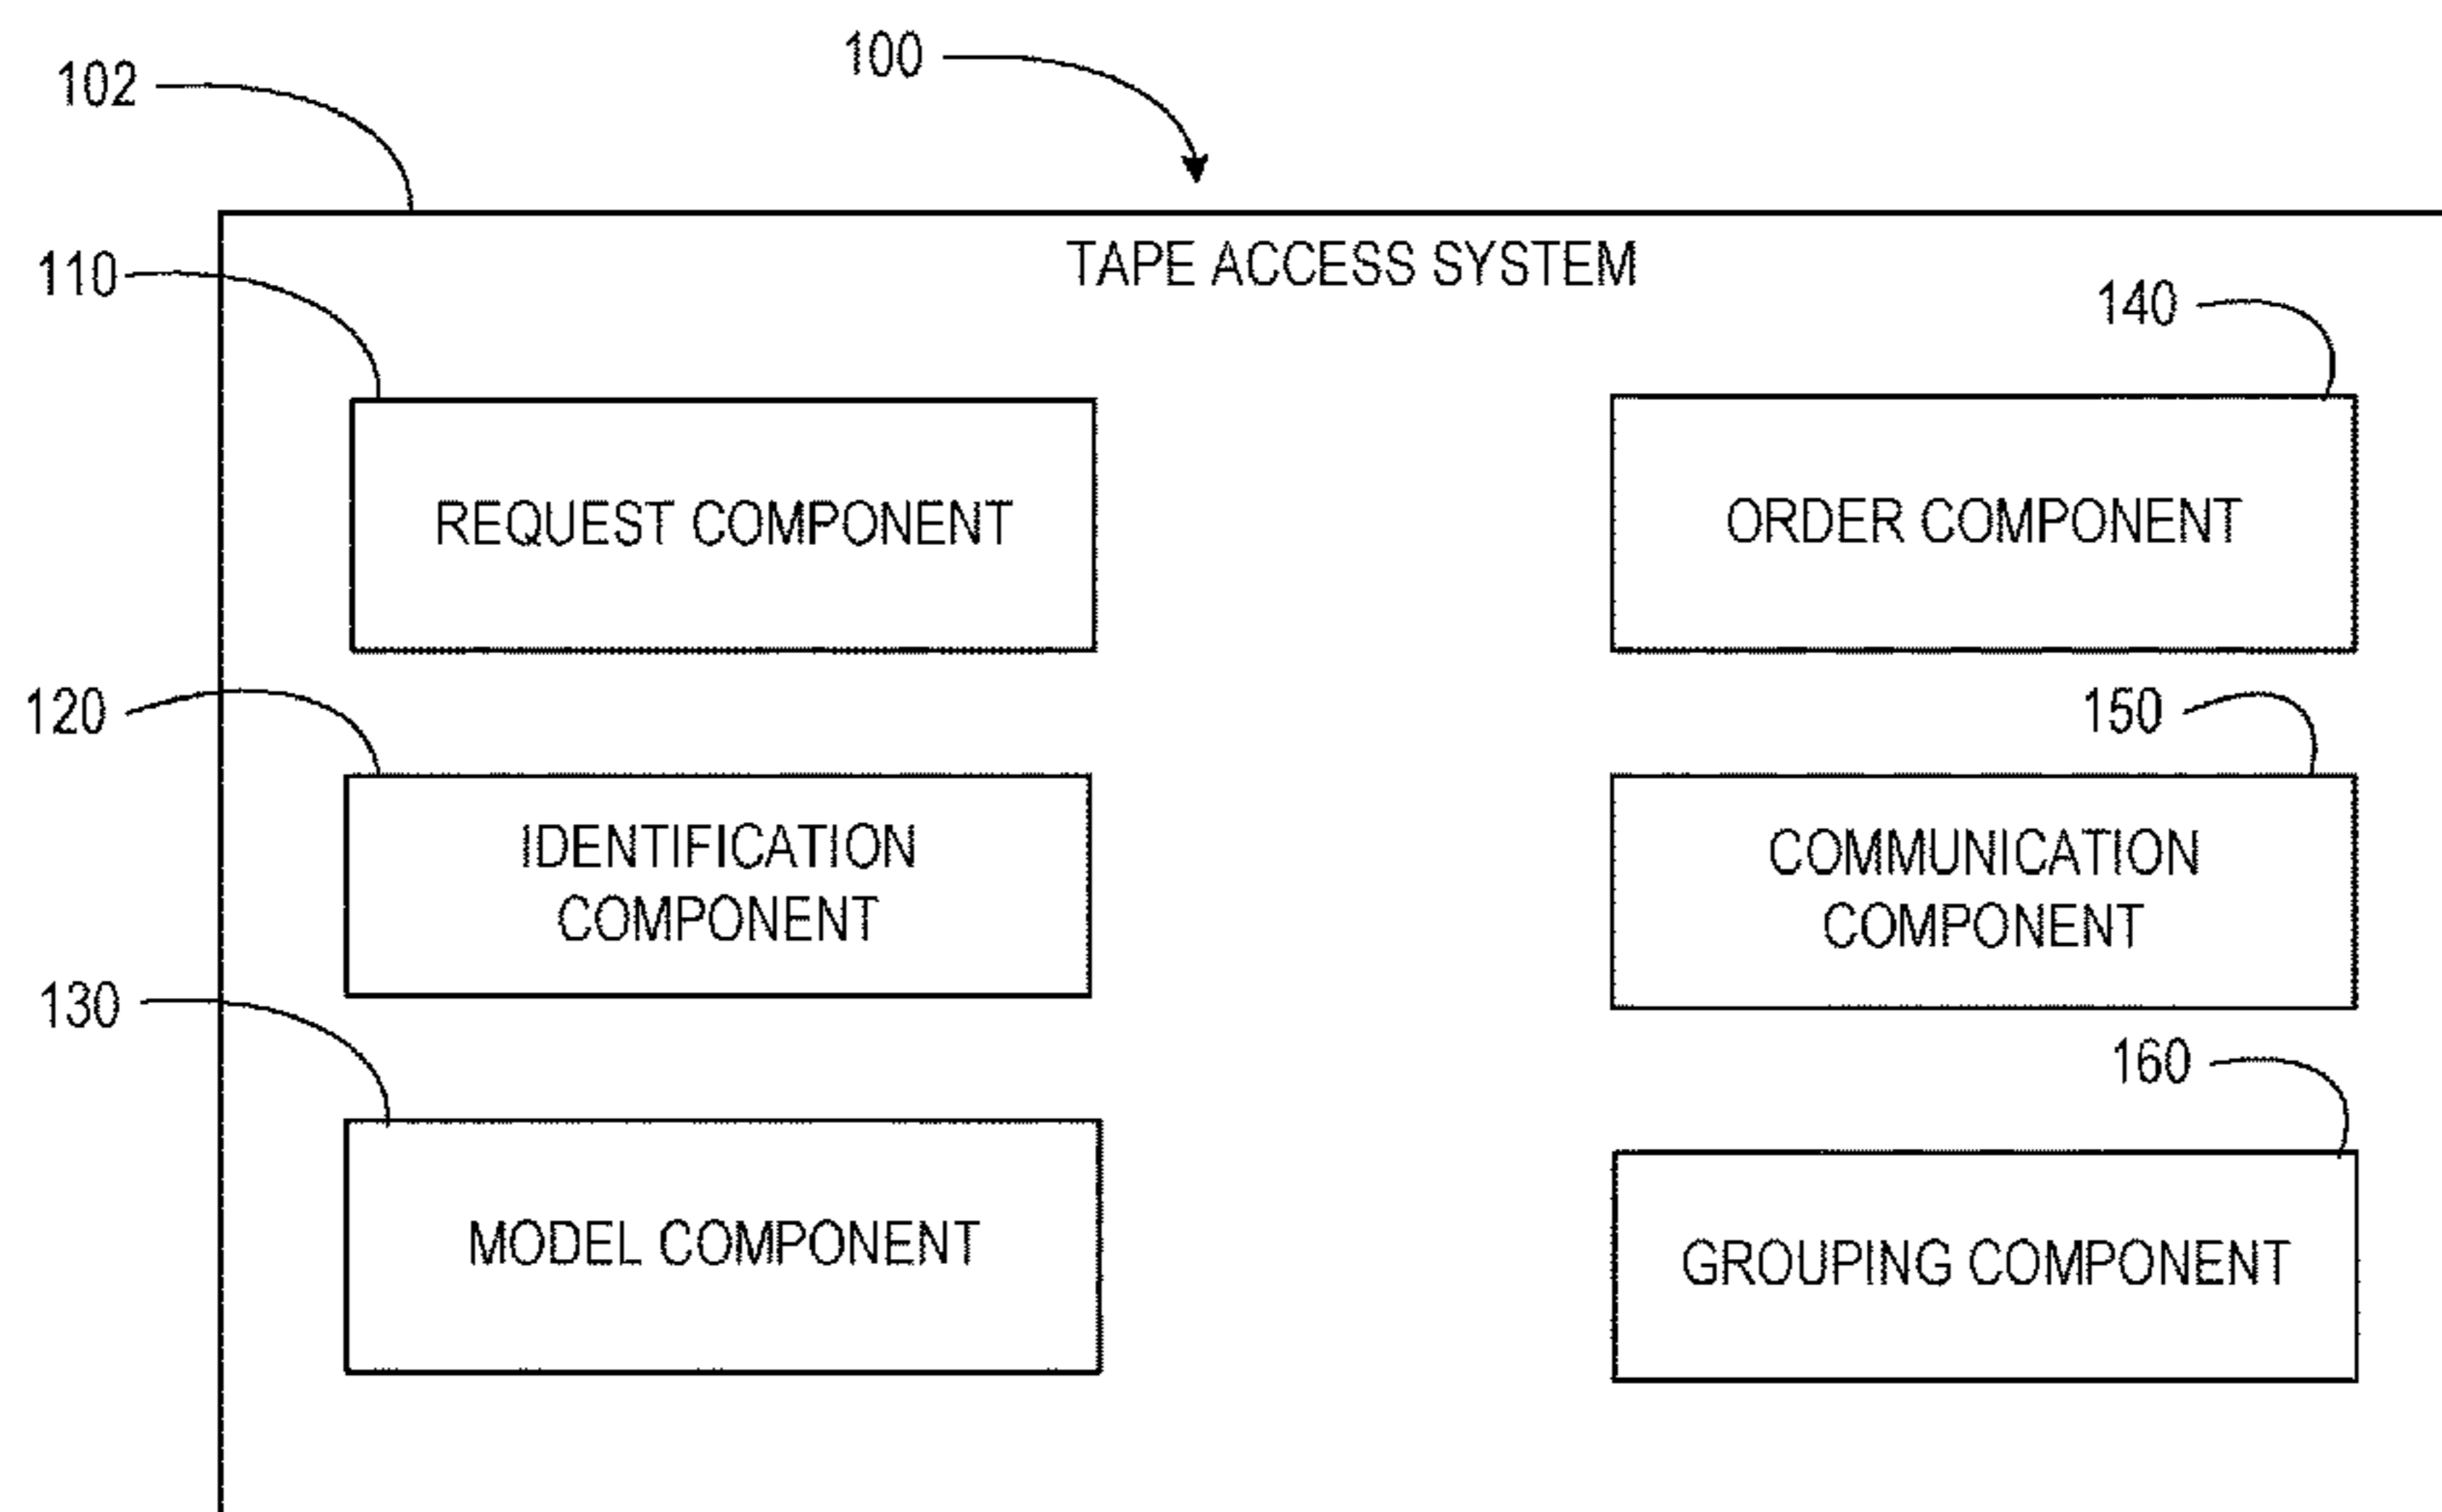 100
102
TAPE ACCESS SYSTEM
110
140
REQUEST COMPONENT
ORDER COMPONENT
120
150
IDENTIFICATION
COMPONENT
COMMUNICATION
COMPONENT
130
160
MODEL COMPONENT
GROUPING COMPONENT